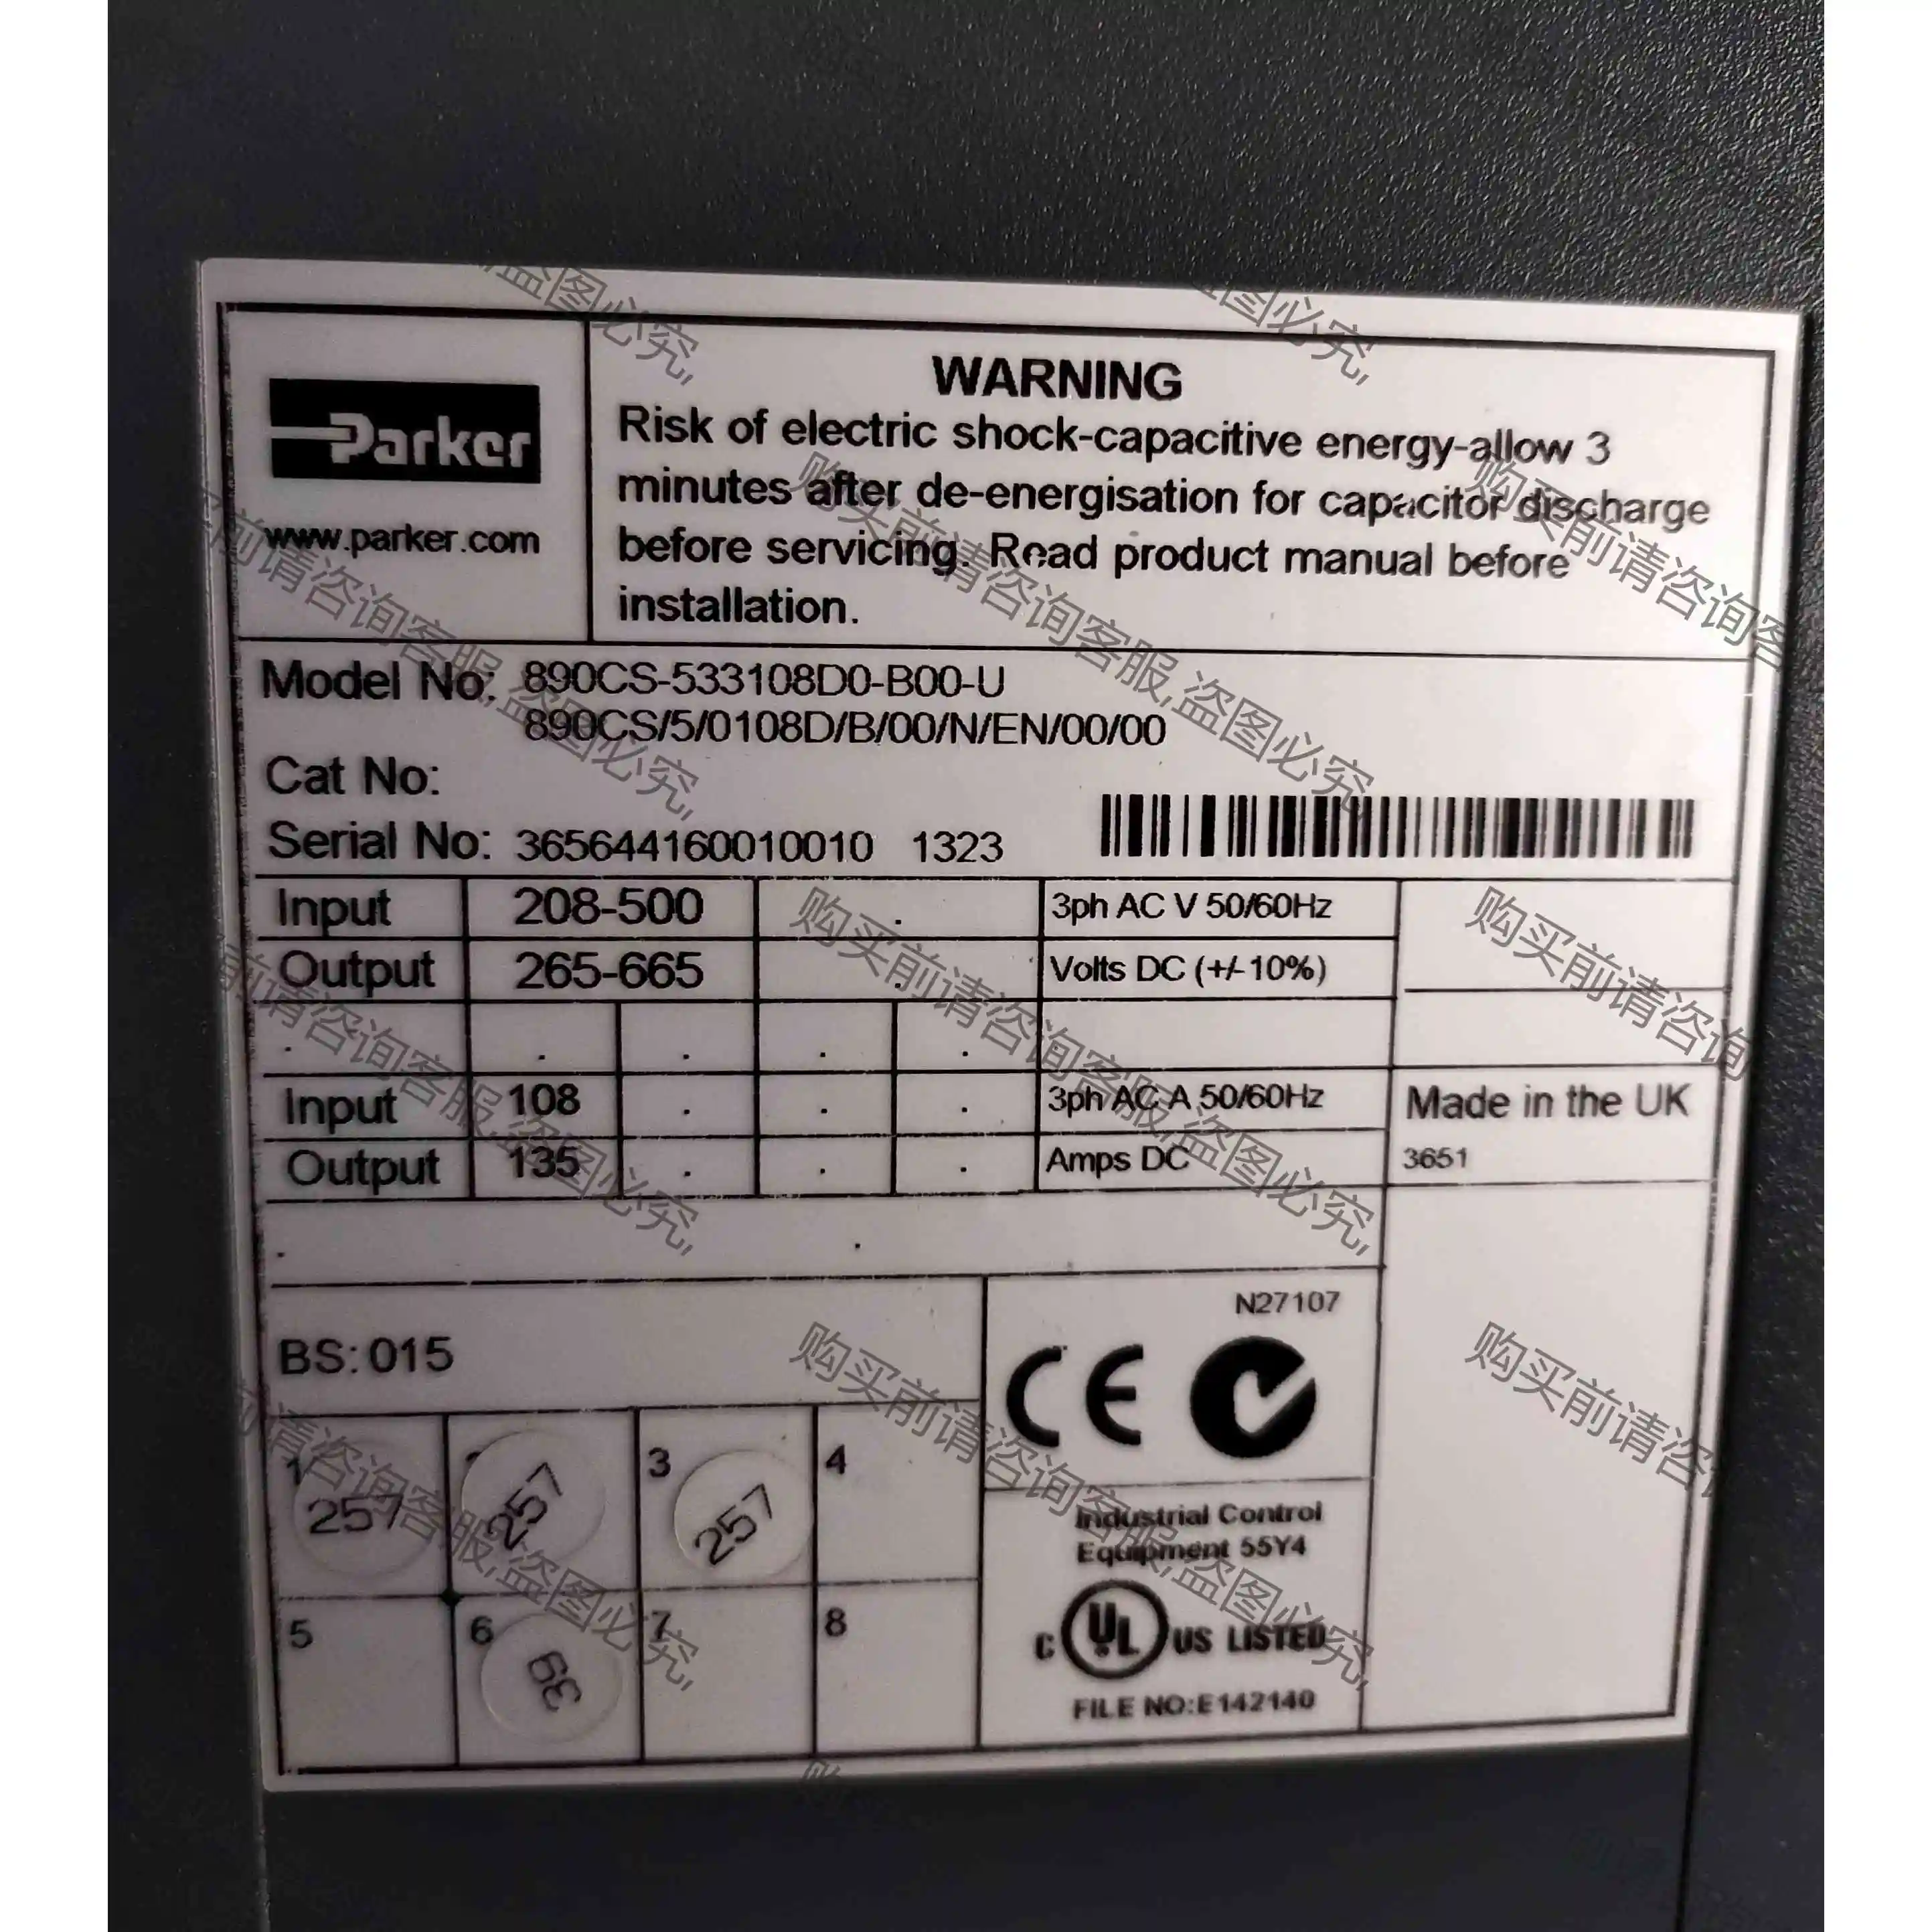 Parker
www.parker.com
WARNING
Risk of electric shock-capacitive energy-allow 3
minutes after de-energisation for capacitor discharge
before servicing. Read product manual before
installation.
Model No: 890CS-533108D0-B00-U
890CS/5/0108D/B/00/N/EN/00/00
Cat No:
Serial No: 365644160010010 1323
Input 208-500 . 3ph AC V 50/60Hz
Output 265-665 . Volts DC (+/-10%)
. . . . .
Input 108 . . . 3ph AC A 50/60Hz
Output 135 . . . Amps DC
Made in the UK
3651
. .
BS: 015
N27107
CE
1 257
257
3 257
4
5
6 39
7
8
Industrial Control
Equipment 55Y4
C UL US LISTED
FILE NO:E142140
购买前请咨询客服,盗图必究,